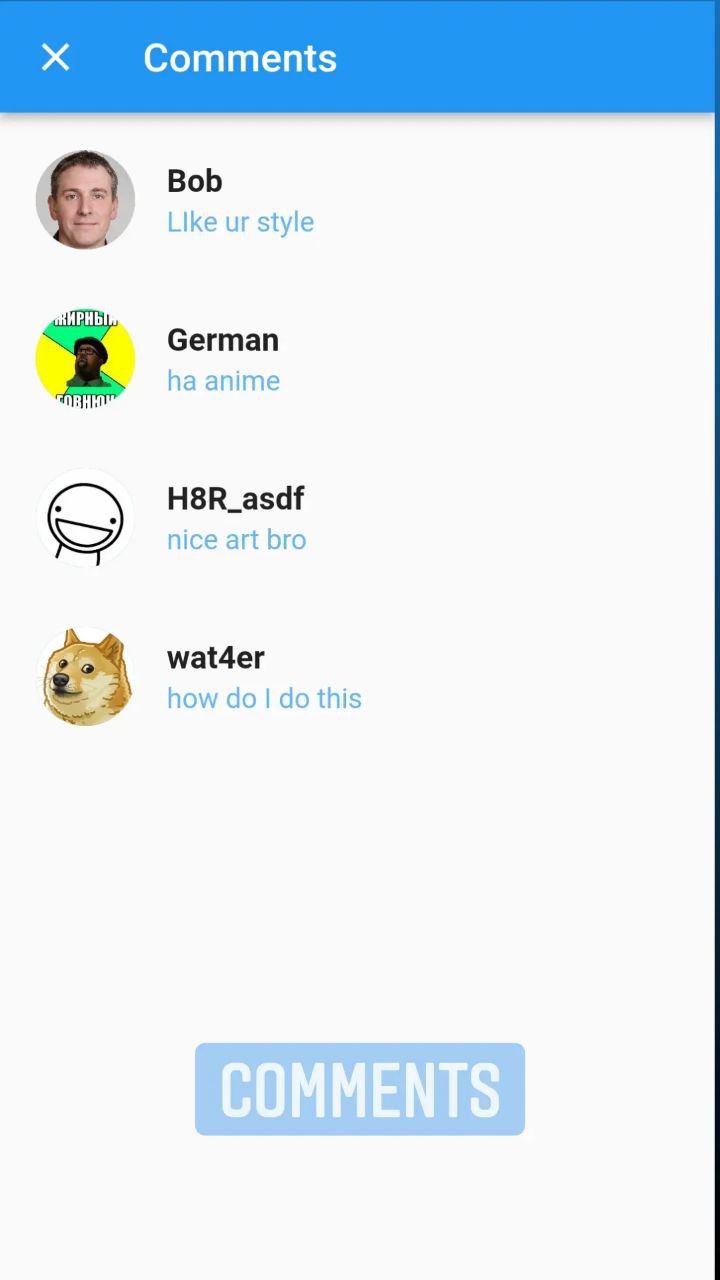 Comments
Bob
LIke ur style
ЖИРНЫЙ
German
ha anime
ГОВНЮК
H8R_asdf
nice art bro
wat4er
how do I do this
COMMENTS